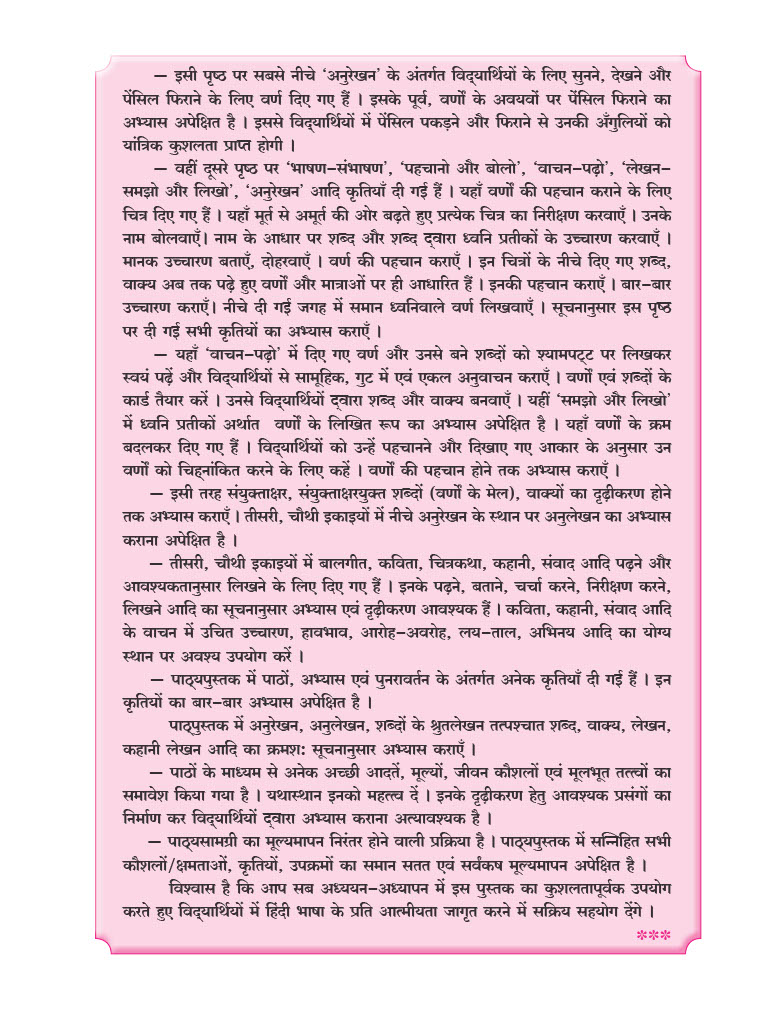 — इसी पृष्ठ पर सबसे नीचे ‘अनुरेखन’ के अंतर्गत विद्‌यार्थियों के लिए सुनने, देखने और
पेंसिल फिराने के लिए वर्ण दिए गए हैं । इसके पूर्व, वर्णों के अवयवों पर पेंसिल फिराने का
अभ्यास अपेक्षित है । इससे विद्‌यार्थियों में पेंसिल पकड़ने और फिराने से उनकी अँगुलियों को
यांत्रिक कुशलता प्राप्त होगी ।
— वहीं दूसरे पृष्ठ पर ‘भाषण-संभाषण’, ‘पहचानो और बोलो’, ‘वाचन-पढ़ो’, ‘लेखन-
समझो और लिखो’, ‘अनुरेखन’ आदि कृतियाँ दी गई हैं । यहाँ वर्णों की पहचान कराने के लिए
चित्र दिए गए हैं । यहाँ मूर्त से अमूर्त की ओर बढ़ते हुए प्रत्येक चित्र का निरीक्षण करवाएँ । उनके
नाम बोलवाएँ। नाम के आधार पर शब्द और शब्द द्‌वारा ध्वनि प्रतीकों के उच्चारण करवाएँ ।
मानक उच्चारण बताएँ, दोहरवाएँ । वर्ण की पहचान कराएँ । इन चित्रों के नीचे दिए गए शब्द,
वाक्य अब तक पढ़े हुए वर्णों और मात्राओं पर ही आधारित हैं । इनकी पहचान कराएँ । बार-बार
उच्चारण कराएँ। नीचे दी गई जगह में समान ध्वनिवाले वर्ण लिखवाएँ । सूचनानुसार इस पृष्ठ
पर दी गई सभी कृतियों का अभ्यास कराएँ ।
— यहाँ ‘वाचन-पढ़ो’ में दिए गए वर्ण और उनसे बने शब्दों को श्यामपट्‌ट पर लिखकर
स्वयं पढ़ें और विद्‌यार्थियों से सामूहिक, गुट में एवं एकल अनुवाचन कराएँ । वर्णों एवं शब्दों के
कार्ड तैयार करें । उनसे विद्‌यार्थियों द्‌वारा शब्द और वाक्य बनवाएँ । यहीं ‘समझो और लिखो’
में ध्वनि प्रतीकों अर्थात वर्णों के लिखित रूप का अभ्यास अपेक्षित है । यहाँ वर्णों के क्रम
बदलकर दिए गए हैं । विद्‌यार्थियों को उन्हें पहचानने और दिखाए गए आकार के अनुसार उन
वर्णों को चिह्‌नांकित करने के लिए कहें । वर्णों की पहचान होने तक अभ्यास कराएँ ।
— इसी तरह संयुक्ताक्षर, संयुक्ताक्षरयुक्त शब्दों (वर्णों के मेल), वाक्यों का दृढ़ीकरण होने
तक अभ्यास कराएँ । तीसरी, चौथी इकाइयों में नीचे अनुरेखन के स्थान पर अनुलेखन का अभ्यास
कराना अपेक्षित है ।
— तीसरी, चौथी इकाइयों में बालगीत, कविता, चित्रकथा, कहानी, संवाद आदि पढ़ने और
आवश्यकतानुसार लिखने के लिए दिए गए हैं । इनके पढ़ने, बताने, चर्चा करने, निरीक्षण करने,
लिखने आदि का सूचनानुसार अभ्यास एवं दृढ़ीकरण आवश्यक हैं । कविता, कहानी, संवाद आदि
के वाचन में उचित उच्चारण, हावभाव, आरोह-अवरोह, लय-ताल, अभिनय आदि का योग्य
स्थान पर अवश्य उपयोग करें ।
— पाठ्‌यपुस्तक में पाठों, अभ्यास एवं पुनरावर्तन के अंतर्गत अनेक कृतियाँ दी गई हैं । इन
कृतियों का बार-बार अभ्यास अपेक्षित है ।
पाठ्‌पुस्तक में अनुरेखन, अनुलेखन, शब्दों के श्रुतलेखन तत्पश्चात शब्द, वाक्य, लेखन,
कहानी लेखन आदि का क्रमशः सूचनानुसार अभ्यास कराएँ ।
— पाठों के माध्यम से अनेक अच्छी आदतें, मूल्यों, जीवन कौशलों एवं मूलभूत तत्त्वों का
समावेश किया गया है । यथास्थान इनको महत्त्व दें । इनके दृढ़ीकरण हेतु आवश्यक प्रसंगों का
निर्माण कर विद्‌यार्थियों द्‌वारा अभ्यास कराना अत्यावश्यक है ।
— पाठ्‌यसामग्री का मूल्यमापन निरंतर होने वाली प्रक्रिया है । पाठ्‌यपुस्तक में सन्निहित सभी
कौशलों/क्षमताओं, कृतियों, उपक्रमों का समान सतत एवं सर्वंकष मूल्यमापन अपेक्षित है ।
विश्वास है कि आप सब अध्ययन-अध्यापन में इस पुस्तक का कुशलतापूर्वक उपयोग
करते हुए विद्‌यार्थियों में हिंदी भाषा के प्रति आत्मीयता जागृत करने में सक्रिय सहयोग देंगे ।
***